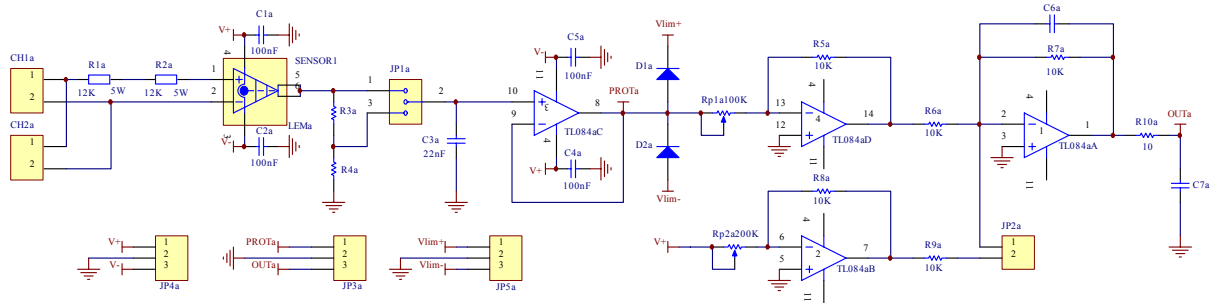 CH1a
1
2
CH2a
1
2
R1a
12K
5W
R2a
12K
5W
V+
C1a
100nF
4
1
2
SENSOR1
5
6
3
V-
C2a
100nF
LEMa
R3a
R4a
JP1a
1
3
2
C3a
22nF
V-
C5a
100nF
11
10
9
3
8
TL084aC
4
V+
C4a
100nF
PROTa
Vlim+
D1a
D2a
Vlim-
Rp1a100K
R5a
10K
4
13
12
4
14
TL084aD
11
R6a
10K
C6a
R7a
10K
4
2
3
1
1
TL084aA
11
R10a
10
OUTa
C7a
V+
Rp2a200K
R8a
10K
4
6
5
2
7
TL084aB
11
R9a
10K
JP2a
1
2
V+
V-
1
2
3
JP4a
PROTa
OUTa
1
2
3
JP3a
Vlim+
Vlim-
1
2
3
JP5a